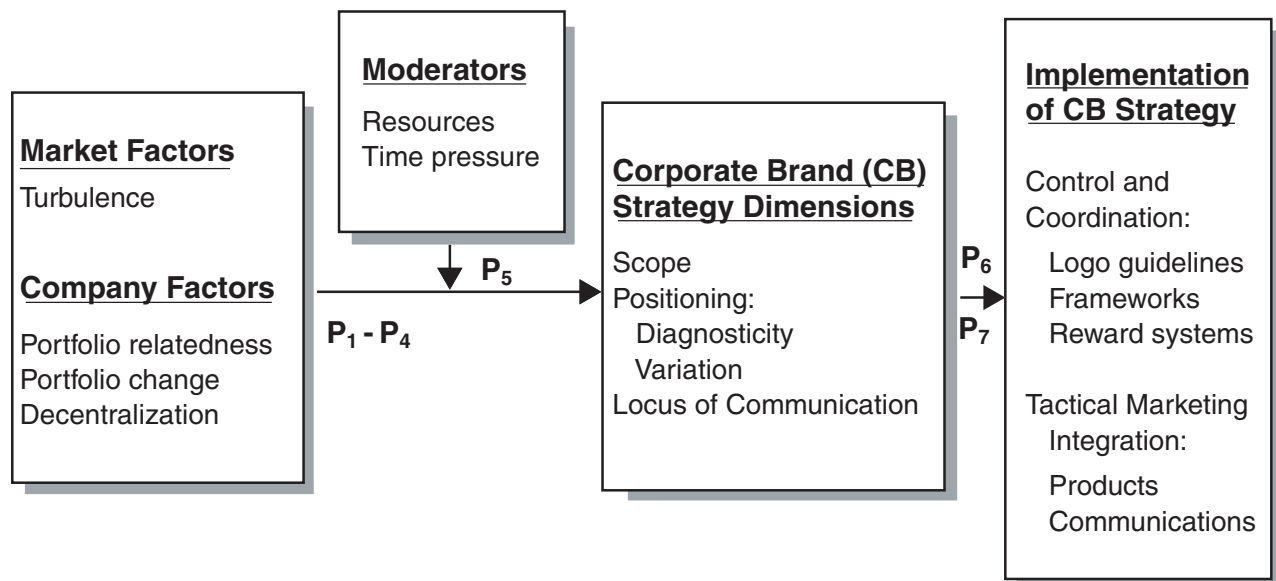 Market Factors
Turbulence
Company Factors
Portfolio relatedness
Portfolio change
Decentralization
Moderators
Resources
Time pressure
P5
P1 - P4
Corporate Brand (CB)
Strategy Dimensions
Scope
Positioning:
Diagnosticity
Variation
Locus of Communication
P6
P7
Implementation
of CB Strategy
Control and
Coordination:
Logo guidelines
Frameworks
Reward systems
Tactical Marketing
Integration:
Products
Communications